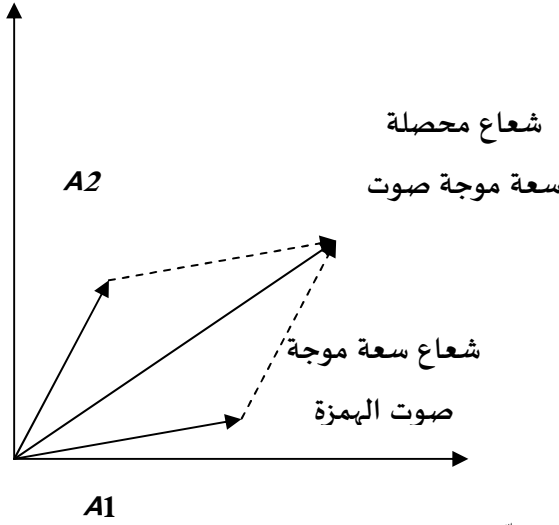 شعاع محصلة
A2
سعة موجة صوت
شعاع سعة موجة
صوت الهمزة
A1